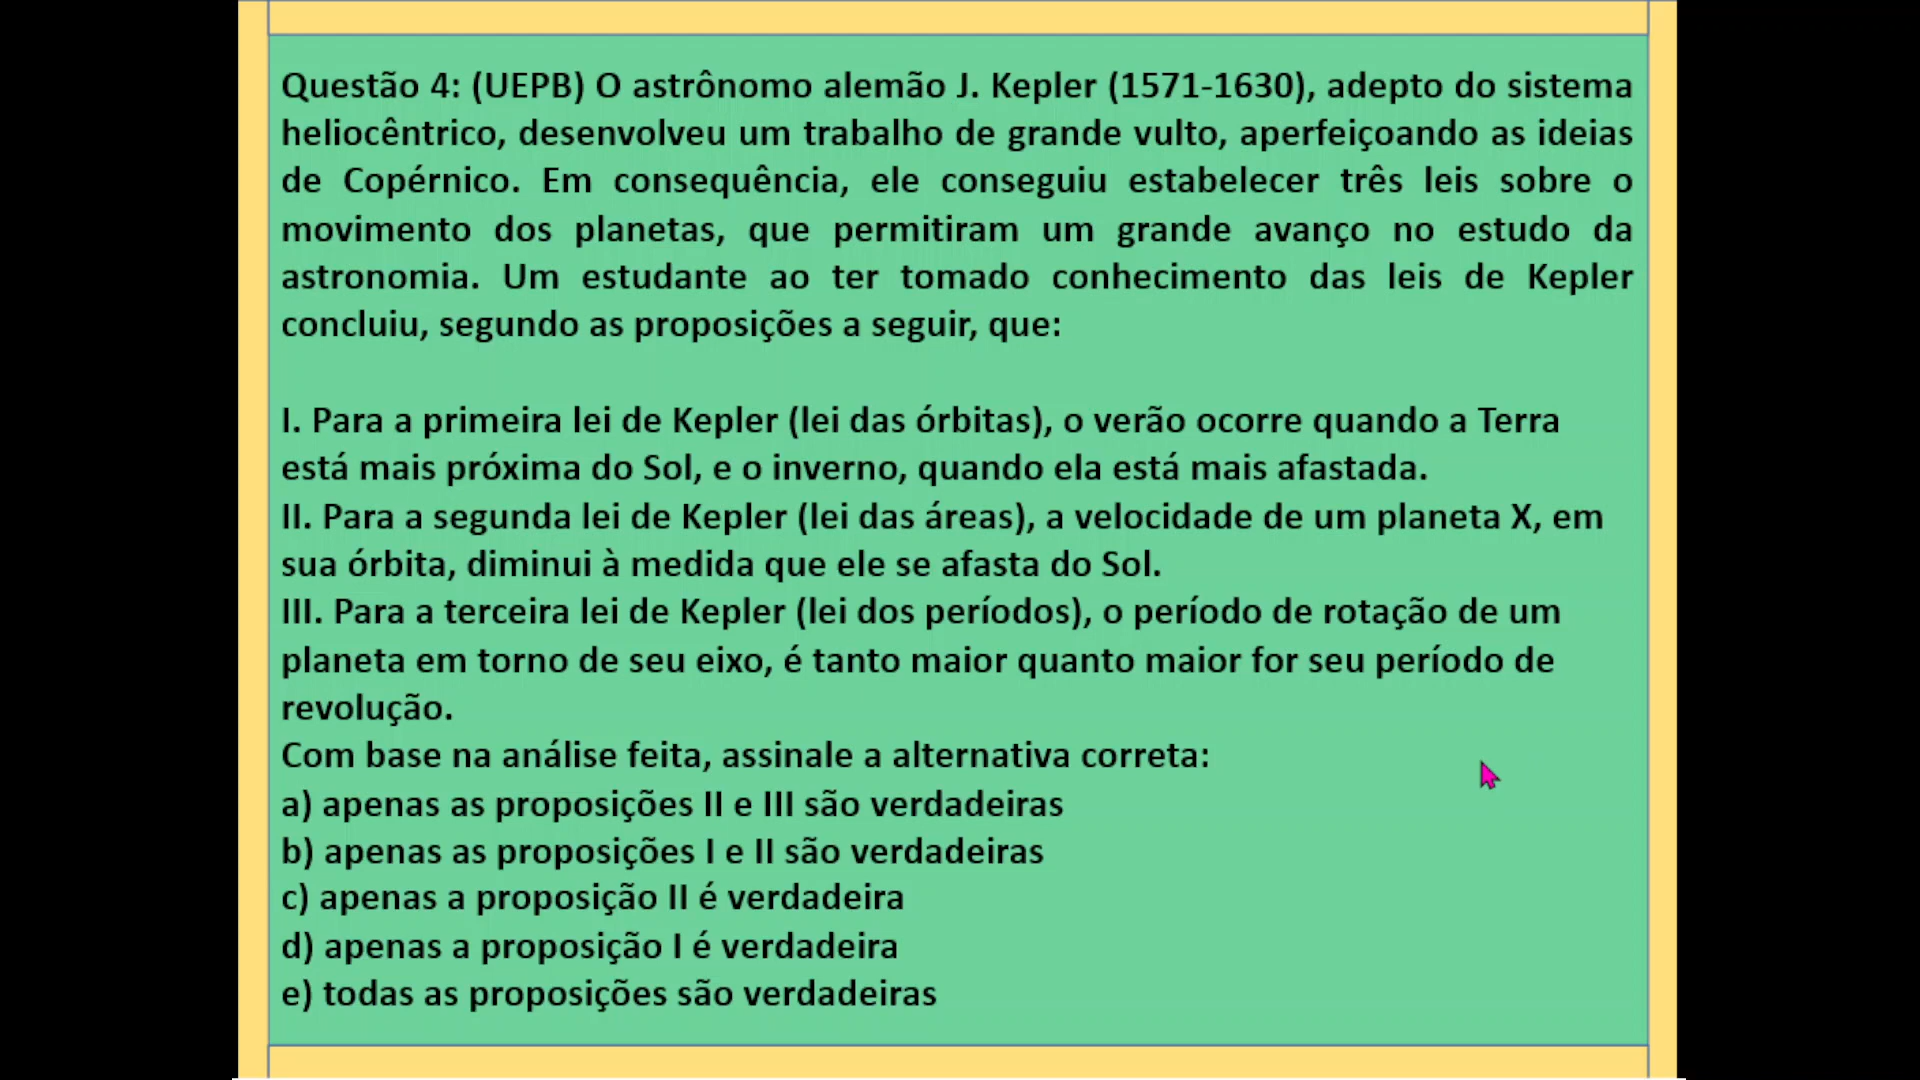 Questão 4: (UEPB) O astrônomo alemão J. Kepler (1571-1630), adepto do sistema
heliocêntrico, desenvolveu um trabalho de grande vulto, aperfeiçoando as ideias
de Copérnico. Em consequência, ele conseguiu estabelecer três leis sobre o
movimento dos planetas, que permitiram um grande avanço no estudo da
astronomia. Um estudante ao ter tomado conhecimento das leis de Kepler
concluiu, segundo as proposições a seguir, que:
I. Para a primeira lei de Kepler (lei das órbitas), o verão ocorre quando a Terra
está mais próxima do Sol, e o inverno, quando ela está mais afastada.
II. Para a segunda lei de Kepler (lei das áreas), a velocidade de um planeta X, em
sua órbita, diminui à medida que ele se afasta do Sol.
III. Para a terceira lei de Kepler (lei dos períodos), o período de rotação de um
planeta em torno de seu eixo, é tanto maior quanto maior for seu período de
revolução.
Com base na análise feita, assinale a alternativa correta:
a) apenas as proposições II e III são verdadeiras
b) apenas as proposições I e II são verdadeiras
c) apenas a proposição II é verdadeira
d) apenas a proposição I é verdadeira
e) todas as proposições são verdadeiras